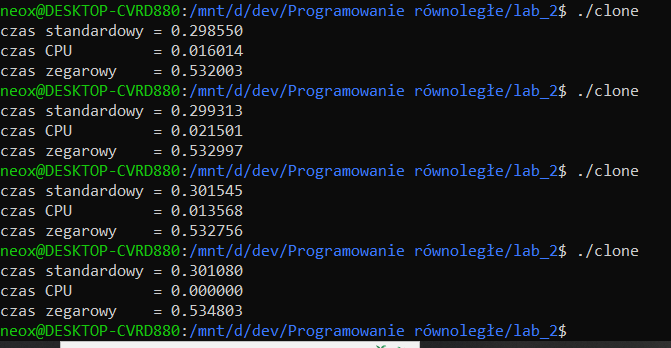 neox@DESKTOP-CVRD880:/mnt/d/dev/Programowanie równoległe/lab_2$ ./clone
czas standardowy = 0.298550
czas CPU         = 0.016014
czas zegarowy    = 0.532003
neox@DESKTOP-CVRD880:/mnt/d/dev/Programowanie równoległe/lab_2$ ./clone
czas standardowy = 0.299313
czas CPU         = 0.021501
czas zegarowy    = 0.532997
neox@DESKTOP-CVRD880:/mnt/d/dev/Programowanie równoległe/lab_2$ ./clone
czas standardowy = 0.301545
czas CPU         = 0.013568
czas zegarowy    = 0.532756
neox@DESKTOP-CVRD880:/mnt/d/dev/Programowanie równoległe/lab_2$ ./clone
czas standardowy = 0.301080
czas CPU         = 0.000000
czas zegarowy    = 0.534803
neox@DESKTOP-CVRD880:/mnt/d/dev/Programowanie równoległe/lab_2$